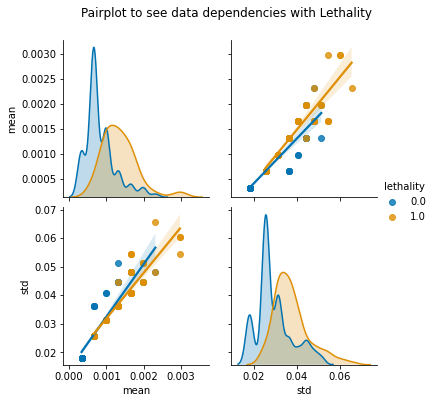 Pairplot to see data dependencies with Lethality
0.0030
0.0025
0.0020
0.0015
0.0010
0.0005
mean
lethality
0.0
1.0
0.07
0.06
0.05
0.04
0.03
0.02
std
0.000 0.001 0.002 0.003
mean
0.02 0.04 0.06
std